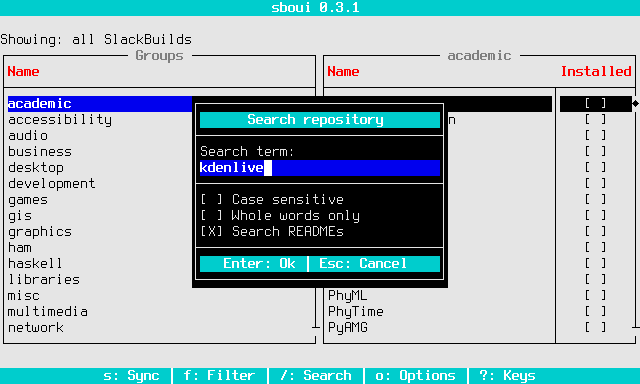 sboui 0.3.1
Showing: all SlackBuilds
Groups
academic
Name
Name Installed
academic
[ ]
accessibility
n [ ]
audio
[ ]
business
[ ]
desktop
[ ]
development
[ ]
games
[ ]
gis
[ ]
graphics
[ ]
ham
[ ]
haskell
[ ]
libraries
[ ]
misc
PhyML [ ]
multimedia
PhyTime [ ]
network
PyAMG [ ]
Search repository
Search term:
kdenlive
[ ] Case sensitive
[ ] Whole words only
[X] Search READMEs
Enter: Ok | Esc: Cancel
s: Sync | f: Filter | /: Search | o: Options | ?: Keys